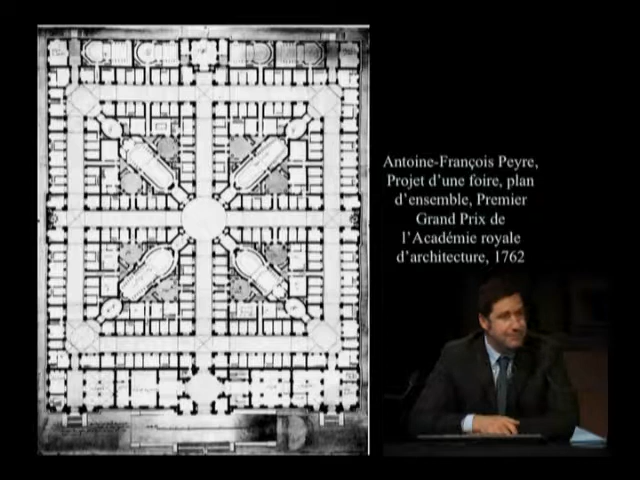 Antoine-François Peyre,
Projet d'une foire, plan
d'ensemble, Premier
Grand Prix de
l'Académie royale
d'architecture, 1762